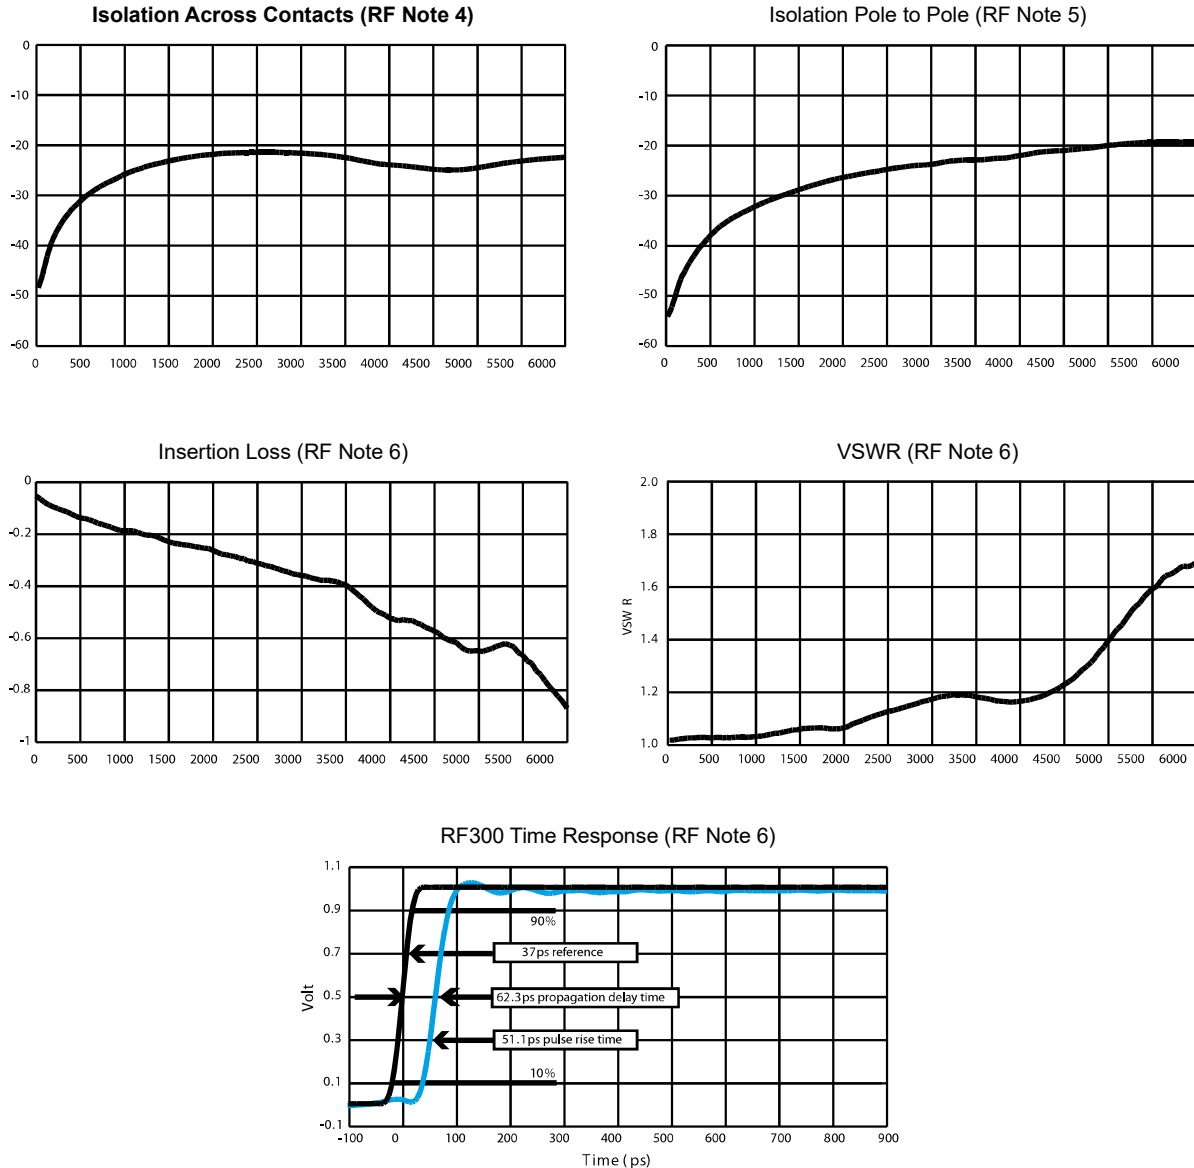 Isolation Across Contacts (RF Note 4)
0
-10
-20
-30
-40
-50
-60
0 500 1000 1500 2000 2500 3000 3500 4000 4500 5000 5500 6000
Isolation Pole to Pole (RF Note 5)
0
-10
-20
-30
-40
-50
-60
0 500 1000 1500 2000 2500 3000 3500 4000 4500 5000 5500 6000
Insertion Loss (RF Note 6)
0
-0.2
-0.4
-0.6
-0.8
-1
0 500 1000 1500 2000 2500 3000 3500 4000 4500 5000 5500 6000
VSWR (RF Note 6)
VSW R
2.0
1.8
1.6
1.4
1.2
1.0
0 500 1000 1500 2000 2500 3000 3500 4000 4500 5000 5500 6000
RF300 Time Response (RF Note 6)
Volt
1.1
0.9
0.7
0.5
0.3
0.1
-0.1
90%
37ps reference
62.3ps propagation delay time
51.1ps pulse rise time
10%
-100 0 100 200 300 400 500 600 700 800 900
Time ( ps)